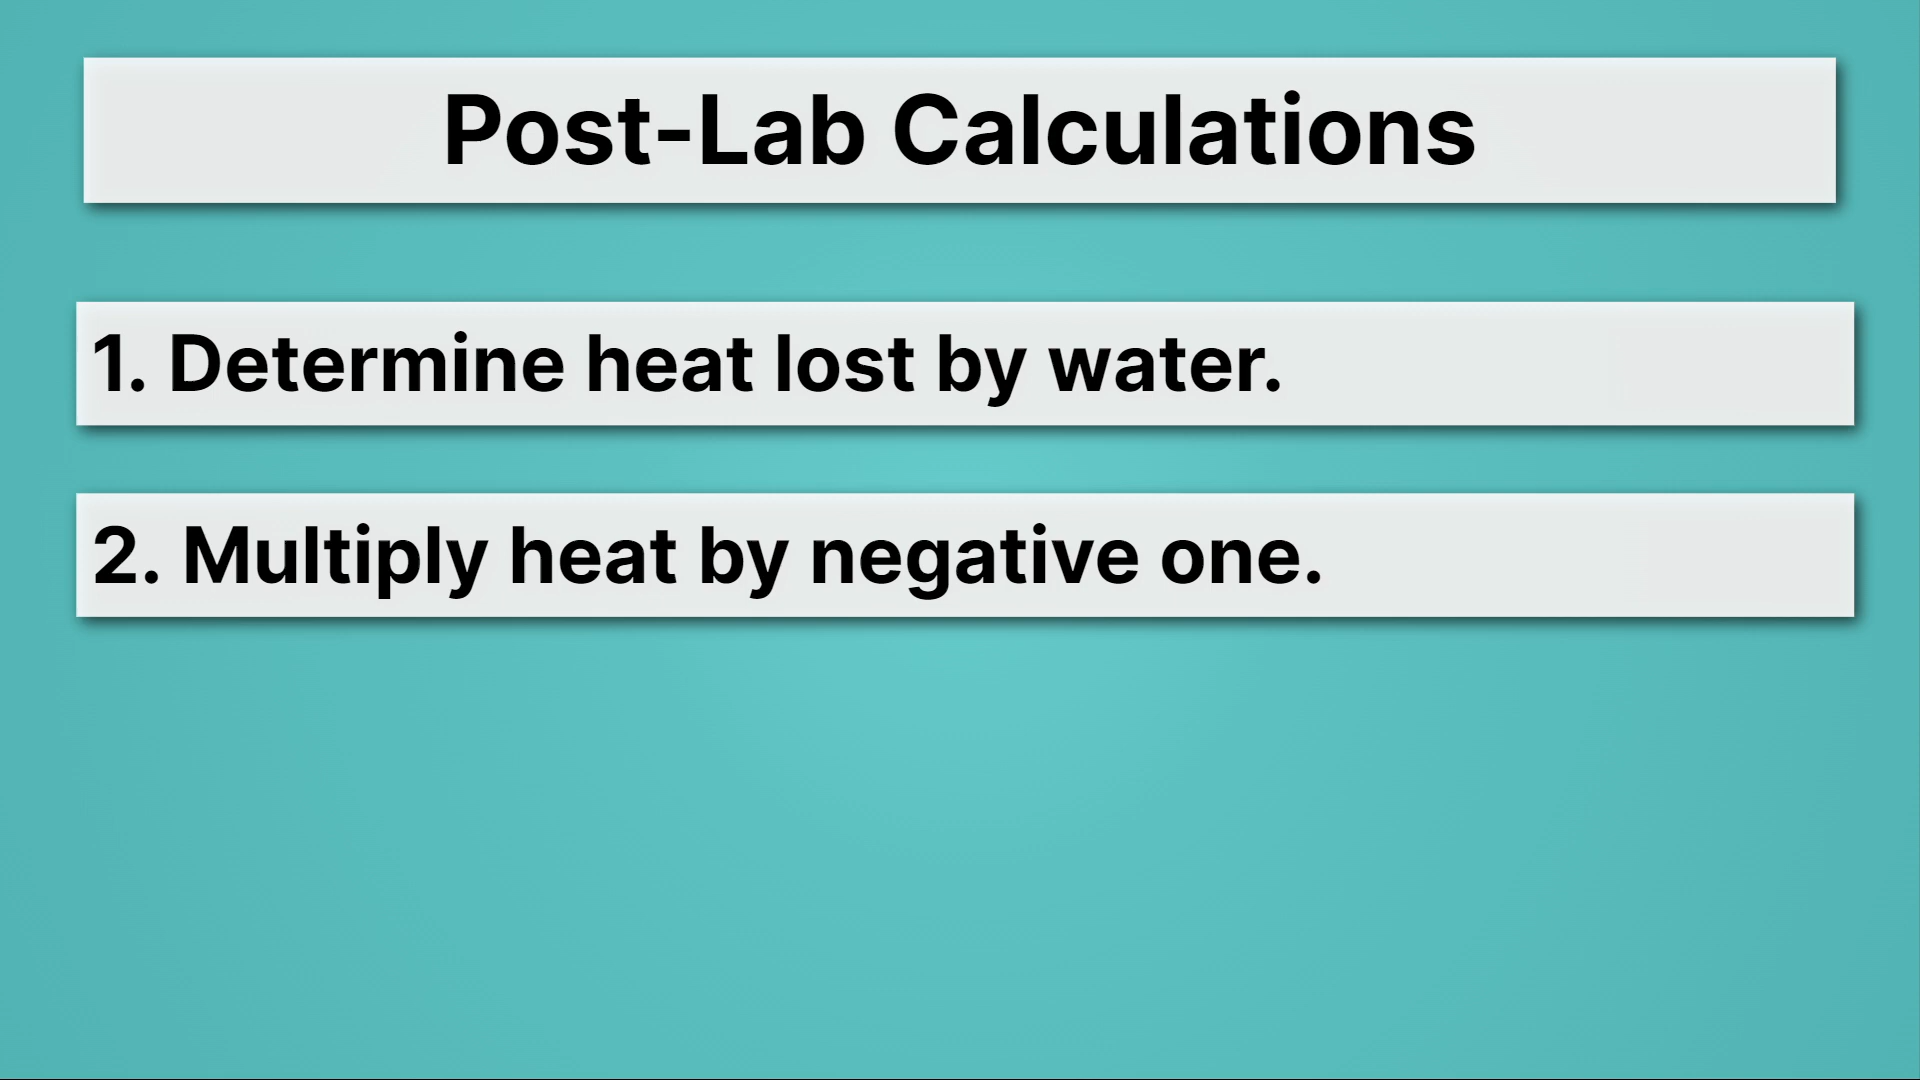 Post-Lab Calculations
1. Determine heat lost by water.
2. Multiply heat by negative one.